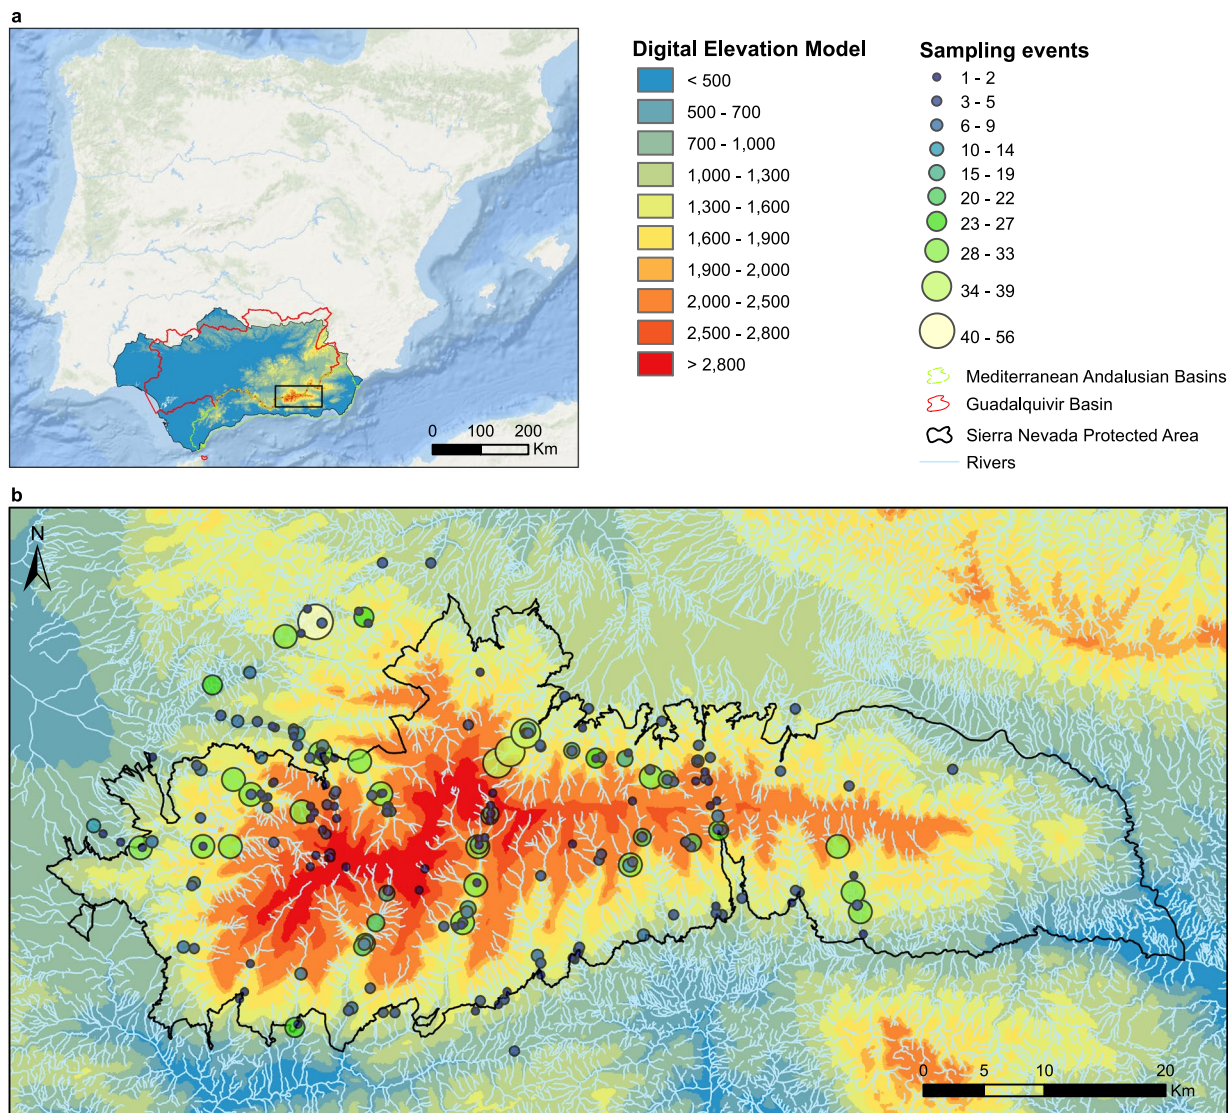 a
Digital Elevation Model
< 500
500 - 700
700 - 1,000
1,000 - 1,300
1,300 - 1,600
1,600 - 1,900
1,900 - 2,000
2,000 - 2,500
2,500 - 2,800
> 2,800
Sampling events
1 - 2
3 - 5
6 - 9
10 - 14
15 - 19
20 - 22
23 - 27
28 - 33
34 - 39
40 - 56
Mediterranean Andalusian Basins
Guadalquivir Basin
Sierra Nevada Protected Area
Rivers
0 100 200
Km
b
N
0 5 10 20
Km